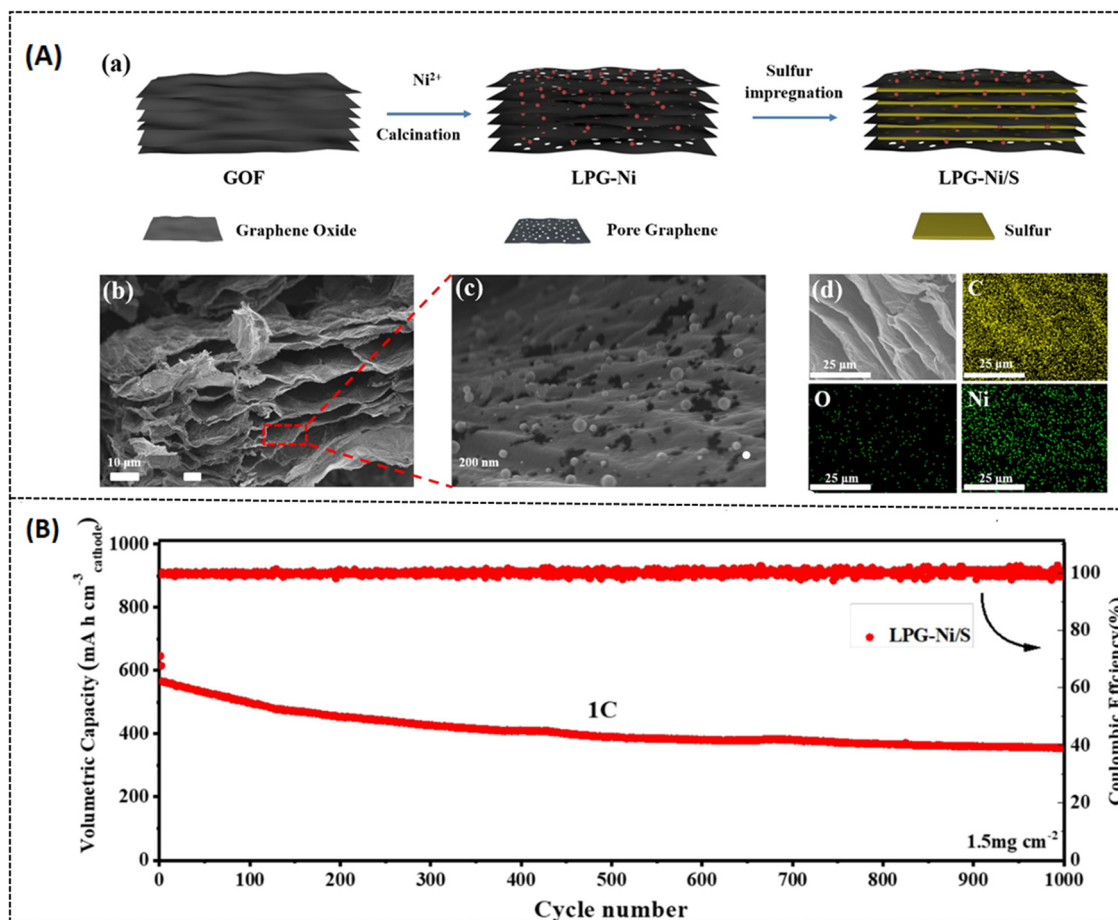 (A)
(a)
Ni²⁺
Calcination
Sulfur
impregnation
GOF
LPG-Ni
LPG-Ni/S
Graphene Oxide
Pore Graphene
Sulfur
(b)
10 μm
(c)
200 nm
(d)
25 μm
C
25 μm
O
25 μm
Ni
25 μm
(B)
Volumetric Capacity (mA h cm⁻³cathode)
1000
800
600
400
200
0
LPG-Ni/S
1C
1.5mg cm⁻²
100
80
60
40
20
0
Coulombic Effciency(%)
0 100 200 300 400 500 600 700 800 900 1000
Cycle number